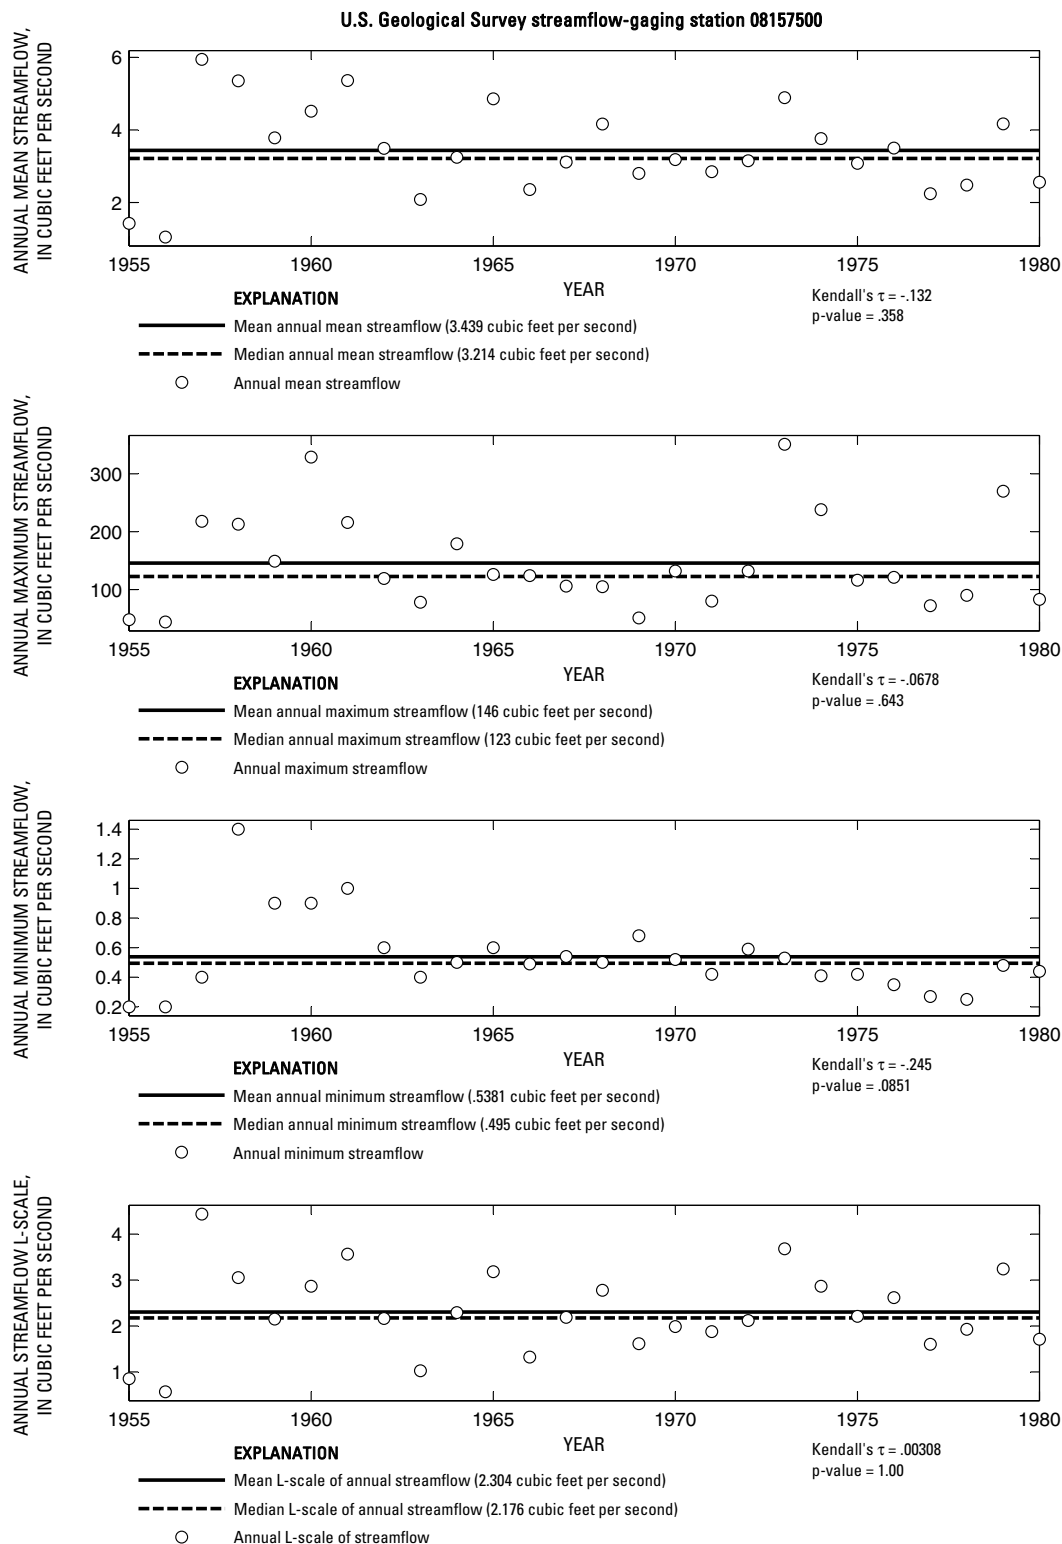 U.S. Geological Survey streamflow-gaging station 08157500
ANNUAL MEAN STREAMFLOW,
IN CUBIC FEET PER SECOND
6
4
2
1955 1960 1965 1970 1975 1980
YEAR
Kendall's τ = -.132
p-value = .358
EXPLANATION
Mean annual mean streamflow (3.439 cubic feet per second)
Median annual mean streamflow (3.214 cubic feet per second)
Annual mean streamflow
ANNUAL MAXIMUM STREAMFLOW,
IN CUBIC FEET PER SECOND
300
200
100
1955 1960 1965 1970 1975 1980
YEAR
Kendall's τ = -.0678
p-value = .643
EXPLANATION
Mean annual maximum streamflow (146 cubic feet per second)
Median annual maximum streamflow (123 cubic feet per second)
Annual maximum streamflow
ANNUAL MINIMUM STREAMFLOW,
IN CUBIC FEET PER SECOND
1.4
1.2
1
0.8
0.6
0.4
0.2
1955 1960 1965 1970 1975 1980
YEAR
Kendall's τ = -.245
p-value = .0851
EXPLANATION
Mean annual minimum streamflow (.5381 cubic feet per second)
Median annual minimum streamflow (.495 cubic feet per second)
Annual minimum streamflow
ANNUAL STREAMFLOW L-SCALE,
IN CUBIC FEET PER SECOND
4
3
2
1
1955 1960 1965 1970 1975 1980
YEAR
Kendall's τ = .00308
p-value = 1.00
EXPLANATION
Mean L-scale of annual streamflow (2.304 cubic feet per second)
Median L-scale of annual streamflow (2.176 cubic feet per second)
Annual L-scale of streamflow